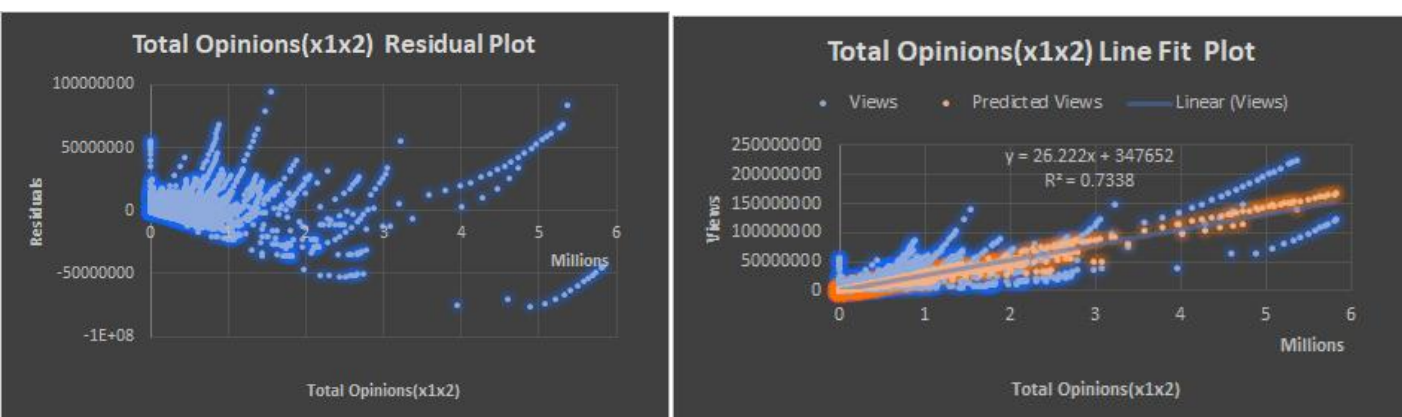 Total Opinions(x1x2) Residual Plot
100000000
50000000
0
-50000000
-1E+08
Residuals
0 1 2 3 4 5 6
Millions
Total Opinions(x1x2)
Total Opinions(x1x2) Line Fit Plot
Views Predicted Views Linear (Views)
y = 26.222x + 347652
R² = 0.7338
250000000
200000000
150000000
100000000
50000000
0
Views
0 1 2 3 4 5 6
Millions
Total Opinions(x1x2)